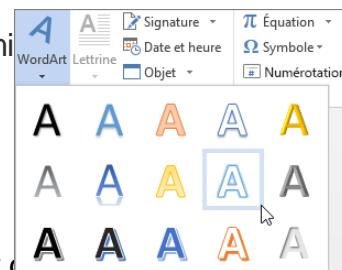 WordArt
Lettrine
Signature
Date et heure
Objet
π Équation
Ω Symbole
# Numérotation
A A A A A
A A A A A
A A A A A